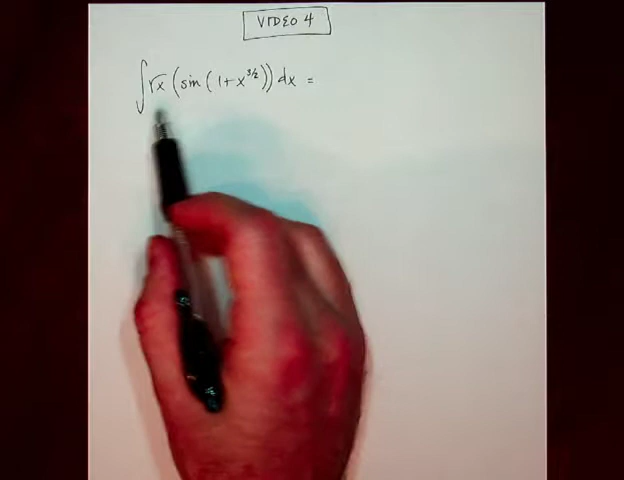 VIDEO 4
∫√x (sin (1+x^{3/2})) dx =